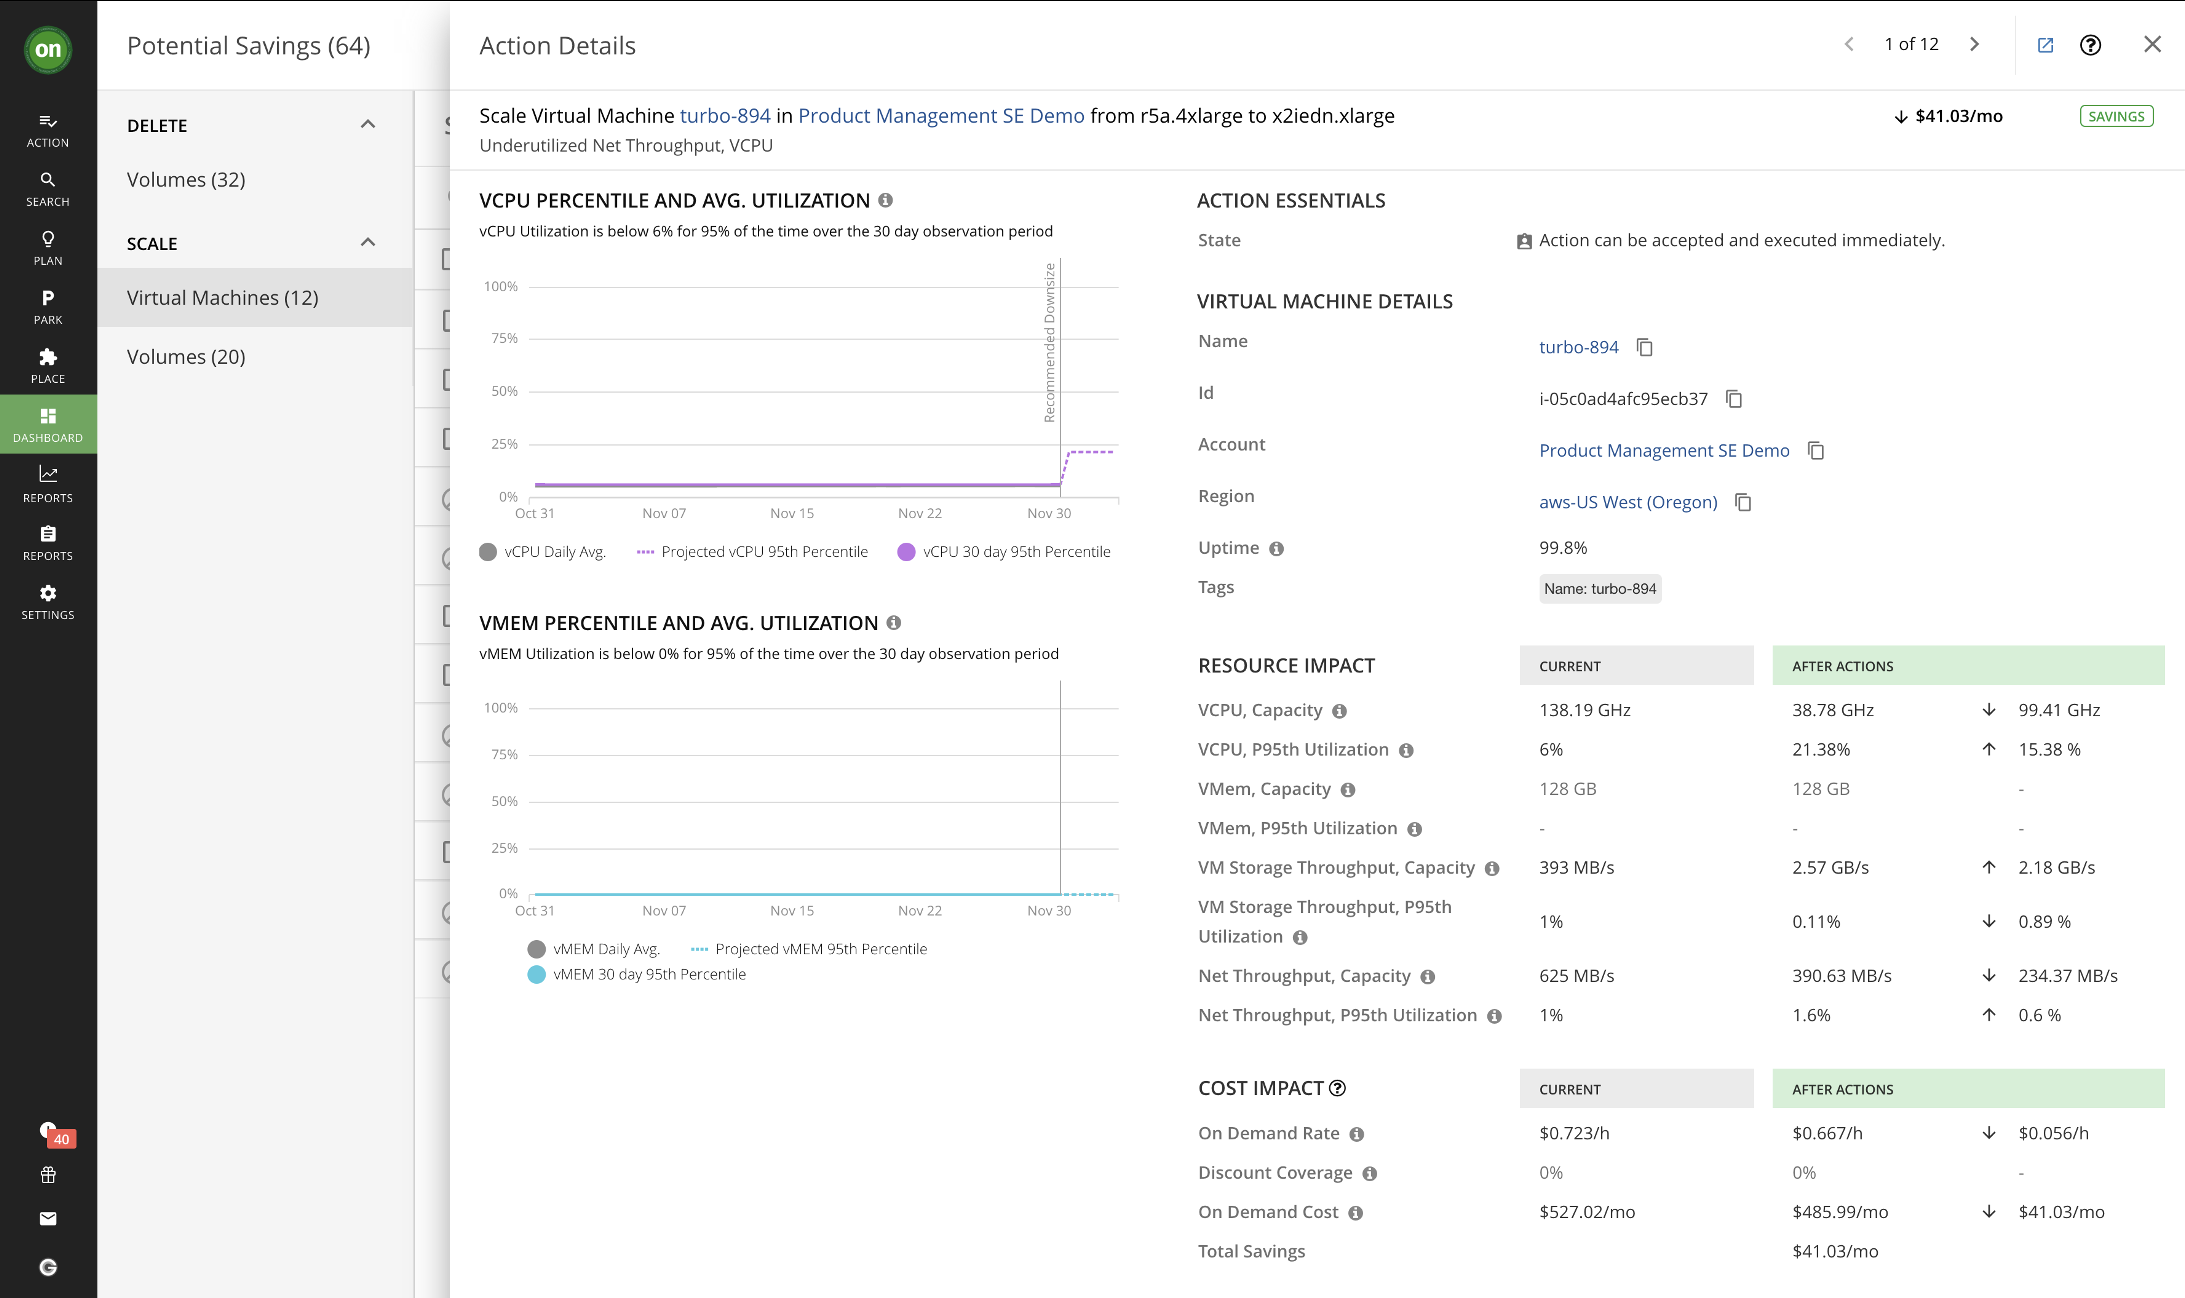 on
ACTION
SEARCH
PLAN
P
PARK
PLACE
DASHBOARD
REPORTS
REPORTS
SETTINGS
40
Potential Savings (64)
DELETE
Volumes (32)
SCALE
Virtual Machines (12)
Volumes (20)
Action Details
1 of 12
Scale Virtual Machine turbo-894 in Product Management SE Demo from r5a.4xlarge to x2iedn.xlarge
$41.03/mo
SAVINGS
Underutilized Net Throughput, VCPU
VCPU PERCENTILE AND AVG. UTILIZATION
vCPU Utilization is below 6% for 95% of the time over the 30 day observation period
100%
75%
50%
25%
0%
Recommended Downsize
Oct 31 Nov 07 Nov 15 Nov 22 Nov 30
vCPU Daily Avg. Projected vCPU 95th Percentile vCPU 30 day 95th Percentile
VMEM PERCENTILE AND AVG. UTILIZATION
vMEM Utilization is below 0% for 95% of the time over the 30 day observation period
100%
75%
50%
25%
0%
Oct 31 Nov 07 Nov 15 Nov 22 Nov 30
vMEM Daily Avg. Projected vMEM 95th Percentile
vMEM 30 day 95th Percentile
ACTION ESSENTIALS
State Action can be accepted and executed immediately.
VIRTUAL MACHINE DETAILS
Name turbo-894
Id i-05c0ad4afc95ecb37
Account Product Management SE Demo
Region aws-US West (Oregon)
Uptime 99.8%
Tags Name: turbo-894
RESOURCE IMPACT CURRENT AFTER ACTIONS
VCPU, Capacity 138.19 GHz 38.78 GHz 99.41 GHz
VCPU, P95th Utilization 6% 21.38% 15.38 %
VMem, Capacity 128 GB 128 GB -
VMem, P95th Utilization - - -
VM Storage Throughput, Capacity 393 MB/s 2.57 GB/s 2.18 GB/s
VM Storage Throughput, P95th
Utilization 1% 0.11% 0.89 %
Net Throughput, Capacity 625 MB/s 390.63 MB/s 234.37 MB/s
Net Throughput, P95th Utilization 1% 1.6% 0.6 %
COST IMPACT CURRENT AFTER ACTIONS
On Demand Rate $0.723/h $0.667/h $0.056/h
Discount Coverage 0% 0% -
On Demand Cost $527.02/mo $485.99/mo $41.03/mo
Total Savings $41.03/mo